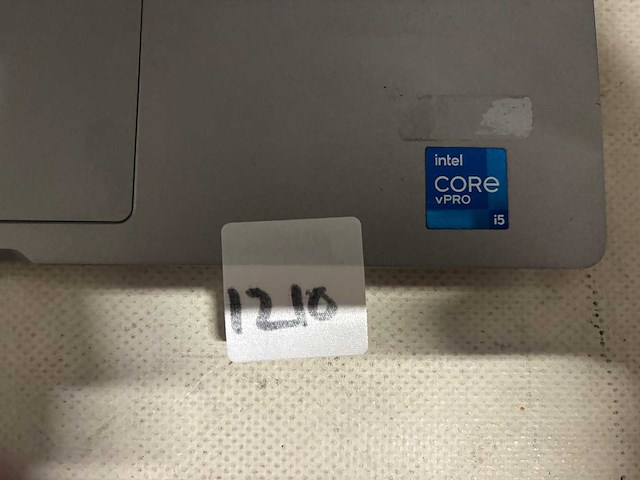 intel
CORE
vPRO
i5
1210